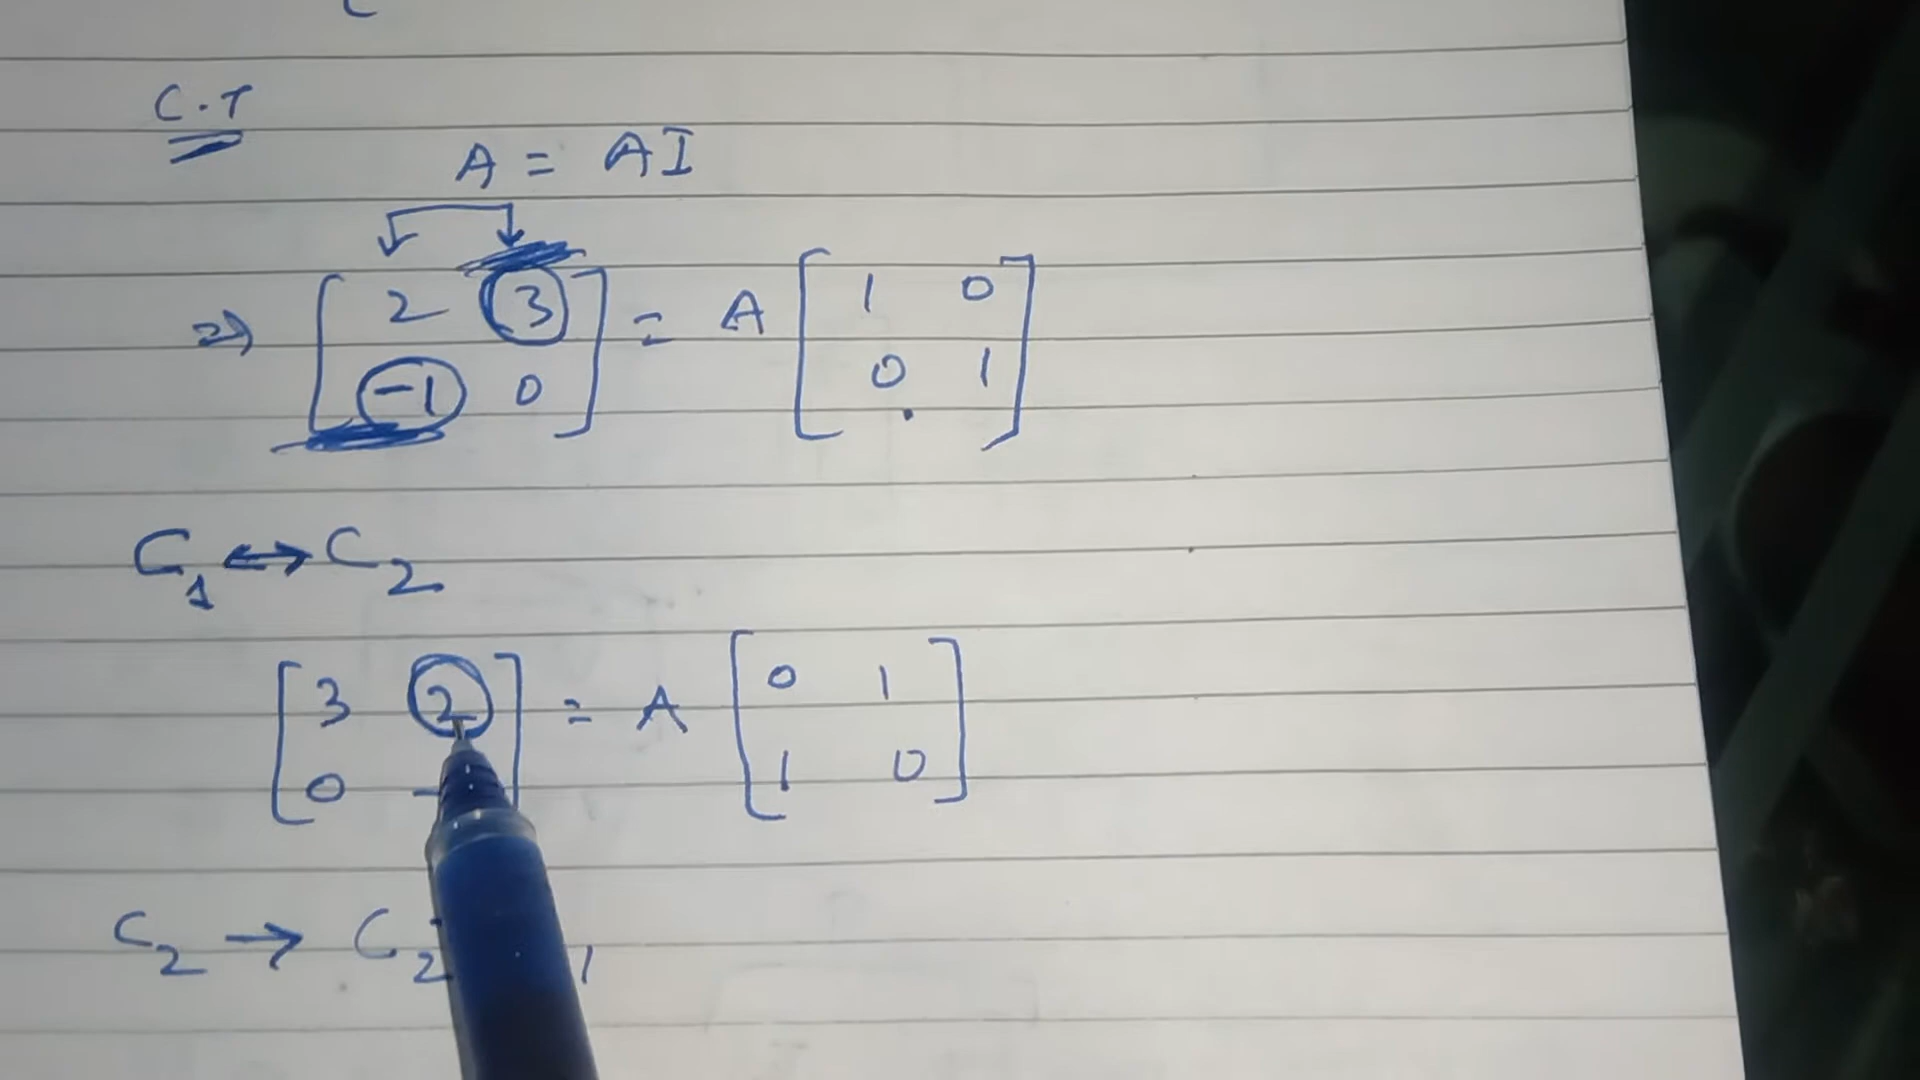 C.T
A = AI
⇒ [ 2 3 ] = A [ 1 0 ]
[ -1 0 ] [ 0 1 ]
C₁ ↔ C₂
[ 3 2 ] = A [ 0 1 ]
[ 0 - ] [ 1 0 ]
C₂ → C₂ 1